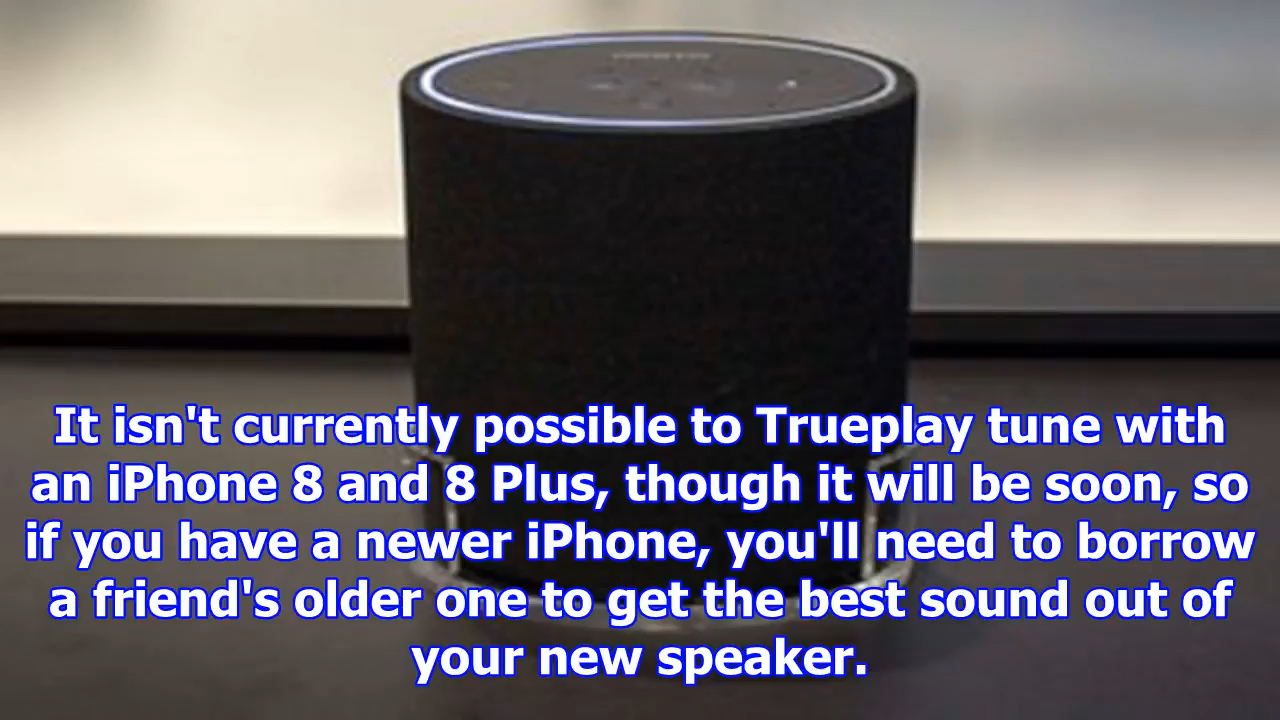 It isn't currently possible to Trueplay tune with
an iPhone 8 and 8 Plus, though it will be soon, so
if you have a newer iPhone, you'll need to borrow
a friend's older one to get the best sound out of
your new speaker.